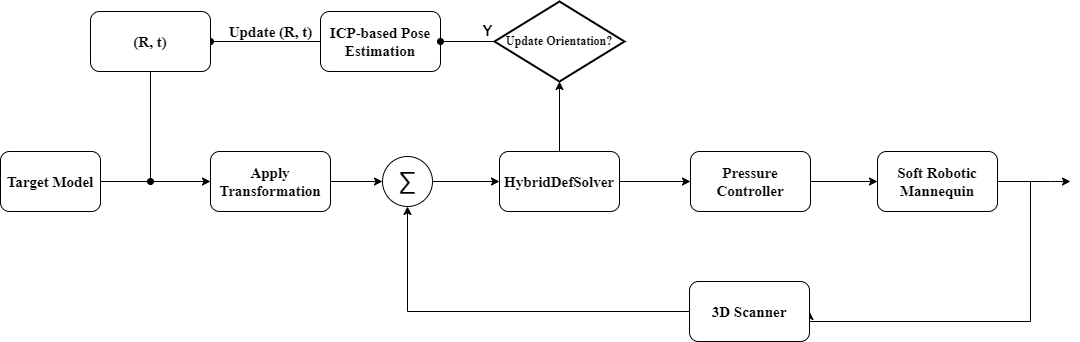 (R, t)
Update (R, t)
ICP-based Pose
Estimation
Y
Update Orientation?
Target Model
Apply
Transformation
∑
HybridDefSolver
Pressure
Controller
Soft Robotic
Mannequin
3D Scanner